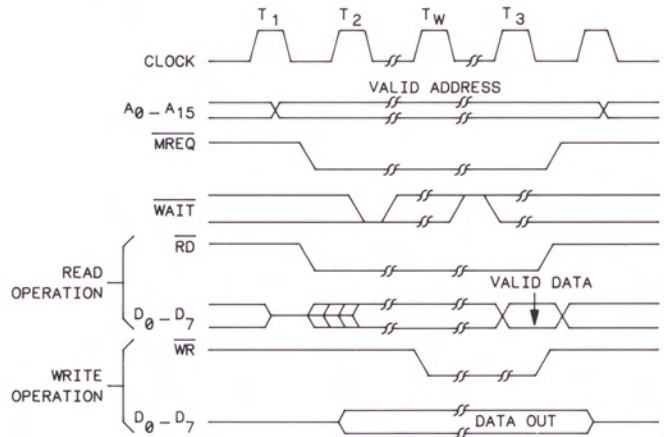 T1 T2 TW T3
CLOCK
VALID ADDRESS
A0-A15
MREQ
WAIT
RD
READ
OPERATION
VALID DATA
D0-D7
WR
WRITE
OPERATION
D0-D7
DATA OUT